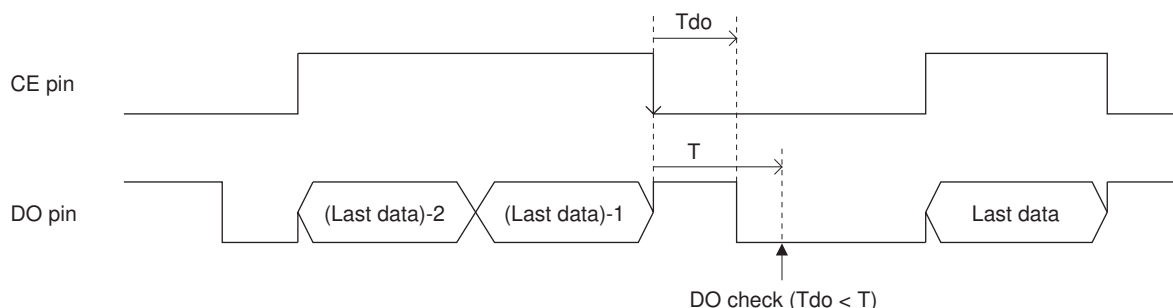 Tdo
CE pin
T
DO pin
(Last data)-2
(Last data)-1
Last data
DO check (Tdo < T)